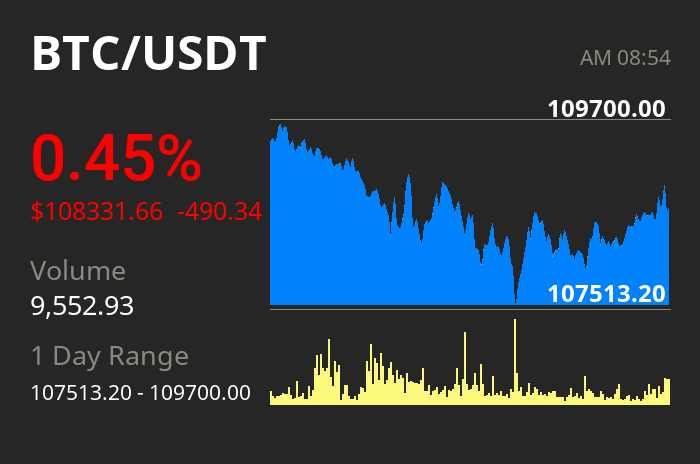 BTC/USDT
AM 08:54
109700.00
0.45%
$108331.66 -490.34
Volume
9,552.93
107513.20
1 Day Range
107513.20 - 109700.00